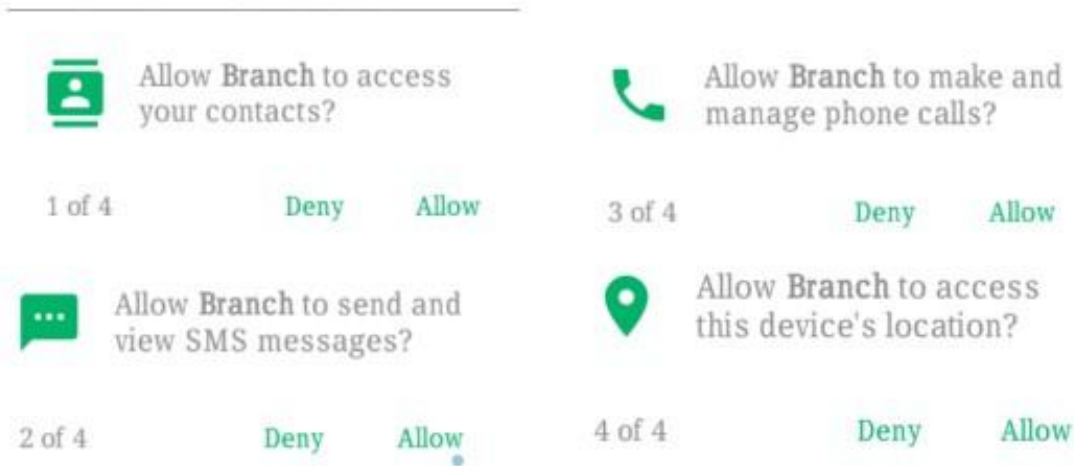 Allow Branch to access
your contacts?
1 of 4 Deny Allow
Allow Branch to send and
view SMS messages?
2 of 4 Deny Allow
Allow Branch to make and
manage phone calls?
3 of 4 Deny Allow
Allow Branch to access
this device's location?
4 of 4 Deny Allow